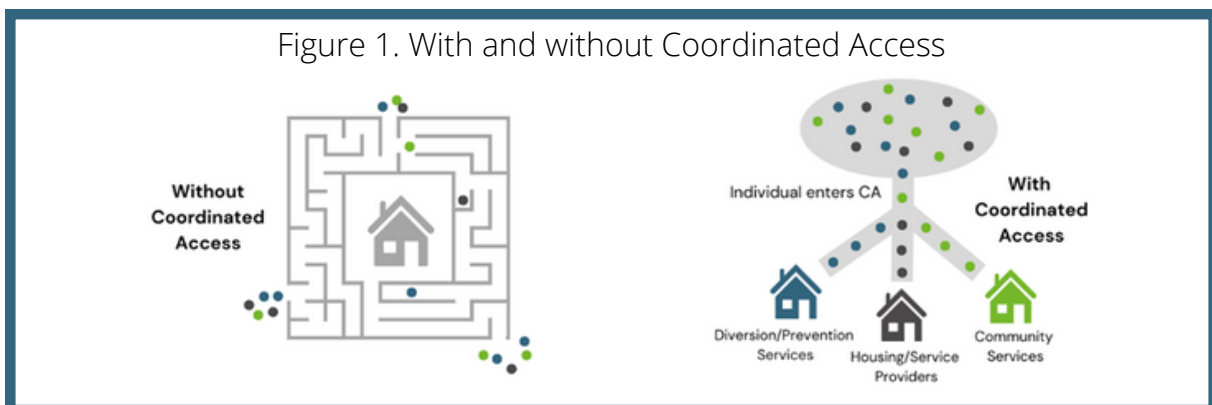 Figure 1. With and without Coordinated Access
Without
Coordinated
Access
Individual enters CA
With
Coordinated
Access
Diversion/Prevention
Services
Housing/Service
Providers
Community
Services